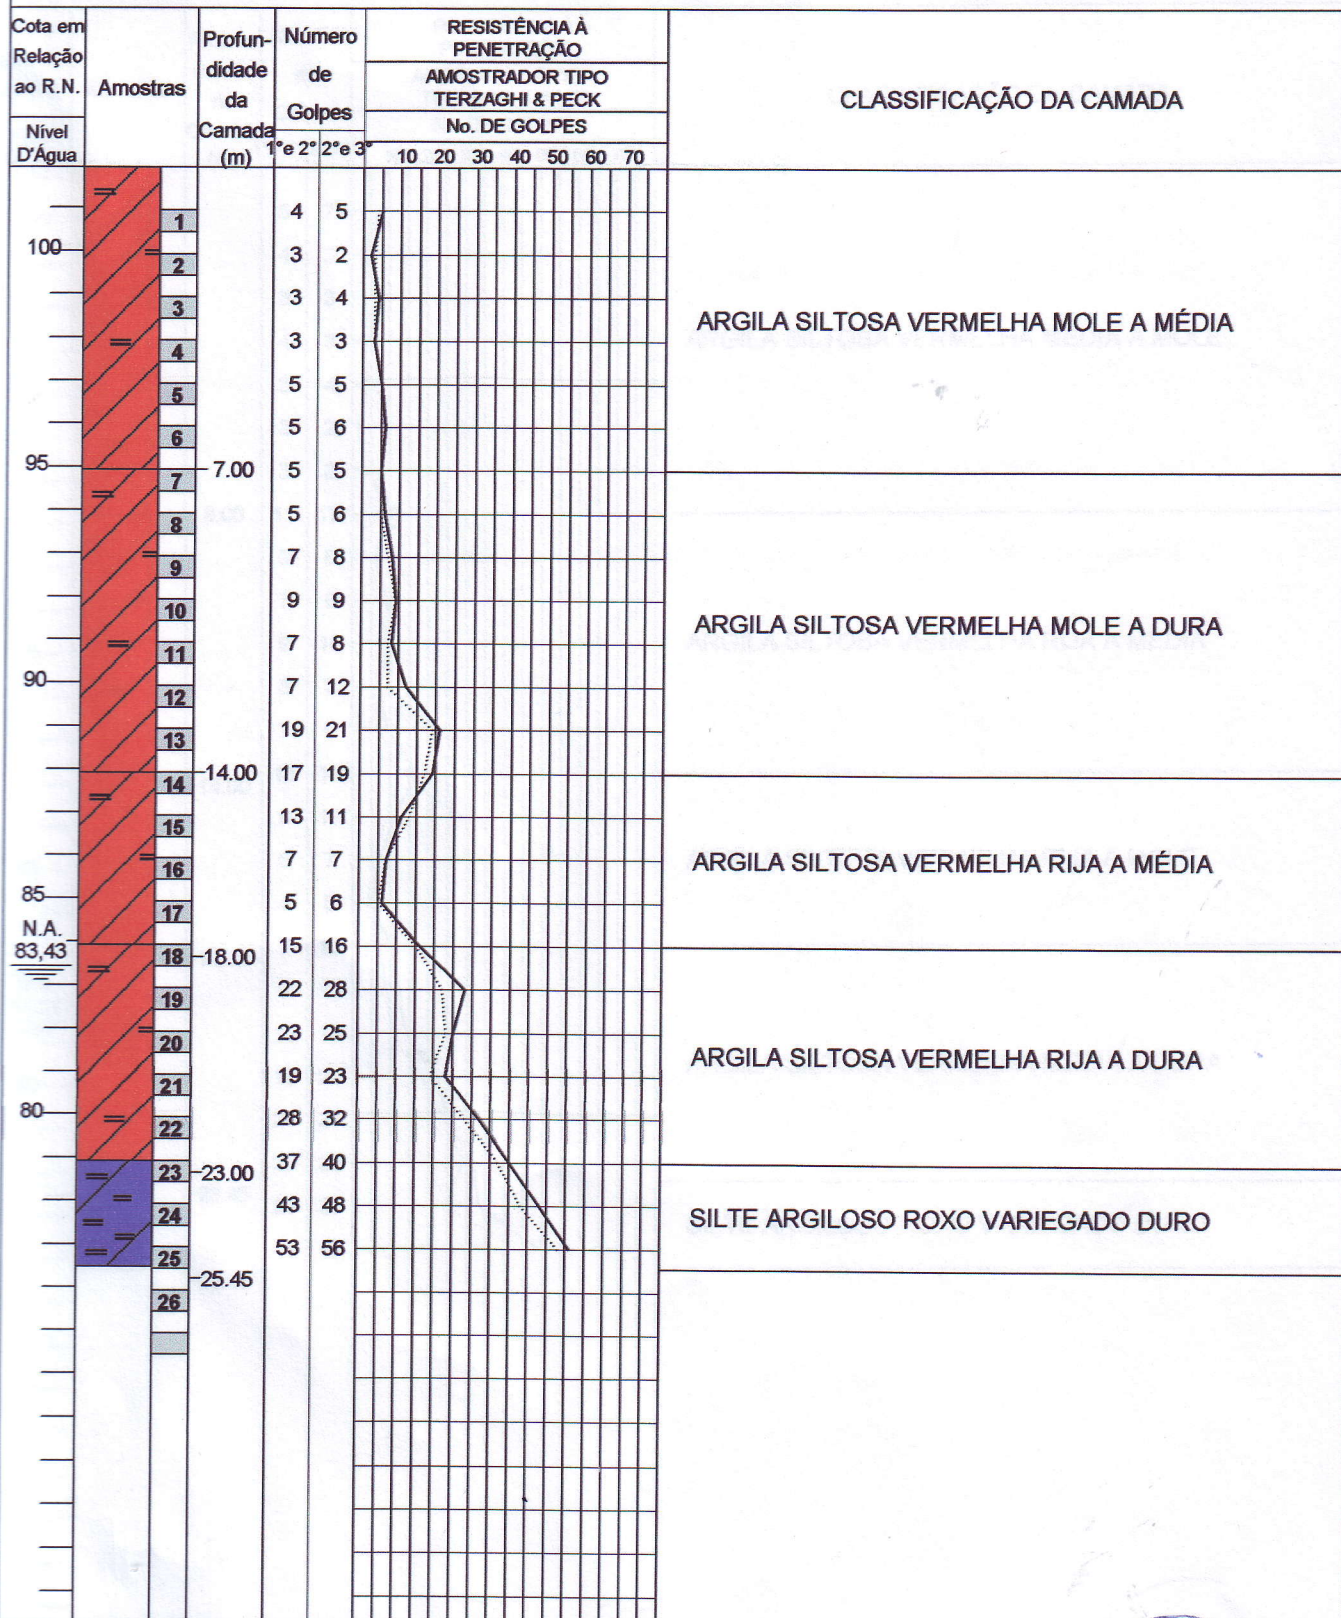 Cota em
Relação
ao R.N.
Nível
D'Água
Amostras
Profun-
didade
da
Camada
(m)
Número
de
Golpes
1°e 2° 2°e 3°
RESISTÊNCIA À
PENETRAÇÃO
AMOSTRADOR TIPO
TERZAGHI & PECK
No. DE GOLPES
10 20 30 40 50 60 70
CLASSIFICAÇÃO DA CAMADA
1 4 5
100 2 3 2
3 3 4
ARGILA SILTOSA VERMELHA MOLE A MÉDIA
4 3 3
5 5 5
6 5 6
95 7 7.00 5 5
8 5 6
9 7 8
10 9 9
ARGILA SILTOSA VERMELHA MOLE A DURA
11 7 8
90 12 7 12
13 19 21
14 14.00 17 19
15 13 11
16 7 7
ARGILA SILTOSA VERMELHA RIJA A MÉDIA
85 17 5 6
N.A.
83,43 18 18.00 15 16
19 22 28
20 23 25
ARGILA SILTOSA VERMELHA RIJA A DURA
21 19 23
80 22 28 32
23 23.00 37 40
24 43 48
SILTE ARGILOSO ROXO VARIEGADO DURO
25 53 56
25.45
26